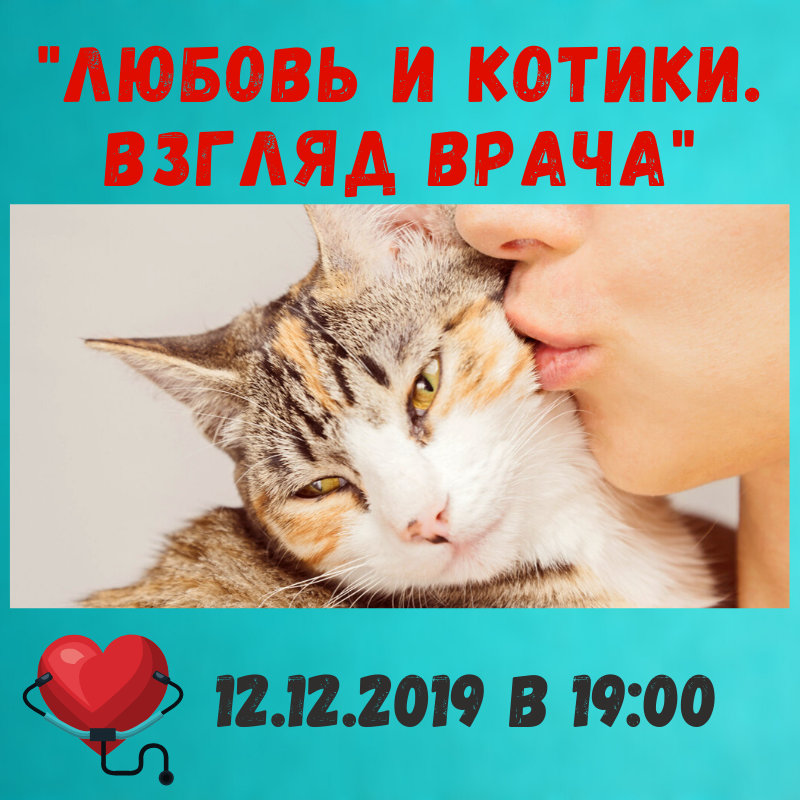 "ЛЮБОВЬ И КОТИКИ.
ВЗГЛЯД ВРАЧА"
12.12.2019 В 19:00